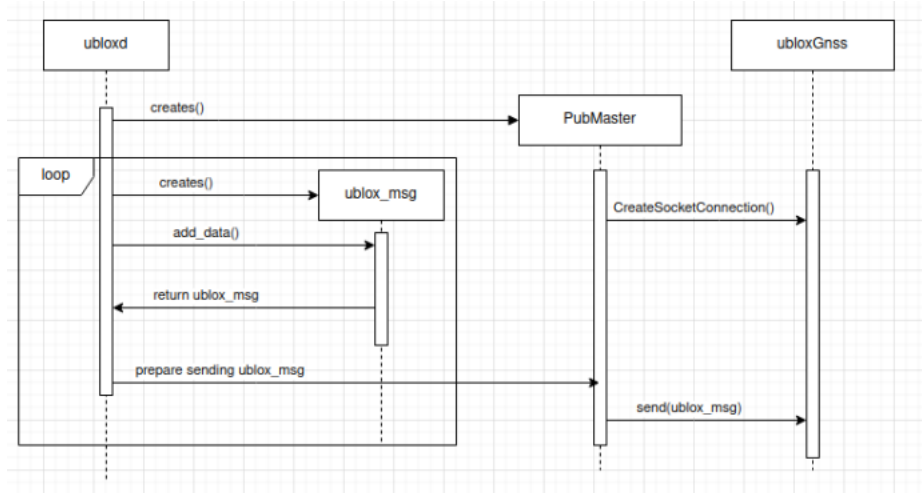 ubloxd
ubloxGnss
creates()
PubMaster
loop
creates()
ublox_msg
CreateSocketConnection()
add_data()
return ublox_msg
prepare sending ublox_msg
send(ublox_msg)